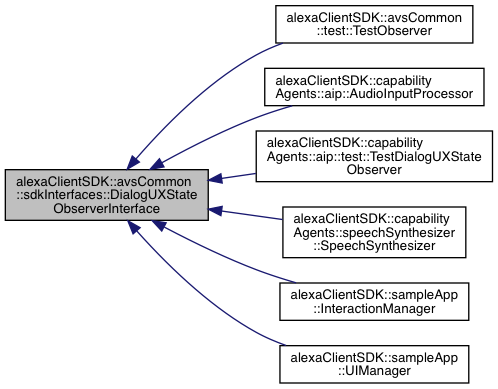 alexaClientSDK::avsCommon
::test::TestObserver
alexaClientSDK::capability
Agents::aip::AudioInputProcessor
alexaClientSDK::capability
Agents::aip::test::TestDialogUXState
Observer
alexaClientSDK::avsCommon
::sdkInterfaces::DialogUXState
ObserverInterface
alexaClientSDK::capability
Agents::speechSynthesizer
::SpeechSynthesizer
alexaClientSDK::sampleApp
::InteractionManager
alexaClientSDK::sampleApp
::UIManager